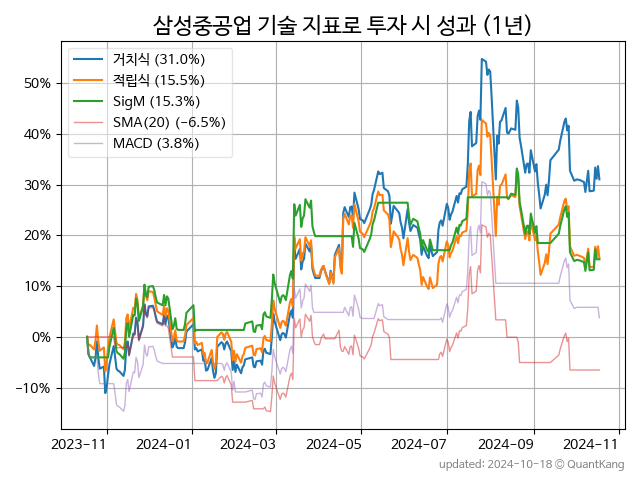 삼성중공업 기술 지표로 투자 시 성과 (1년)
거치식 (31.0%)
적립식 (15.5%)
SigM (15.3%)
SMA(20) (−6.5%)
MACD (3.8%)
50%
40%
30%
20%
10%
0%
−10%
2023-11 2024-01 2024-03 2024-05 2024-07 2024-09 2024-11
updated: 2024-10-18 © QuantKang